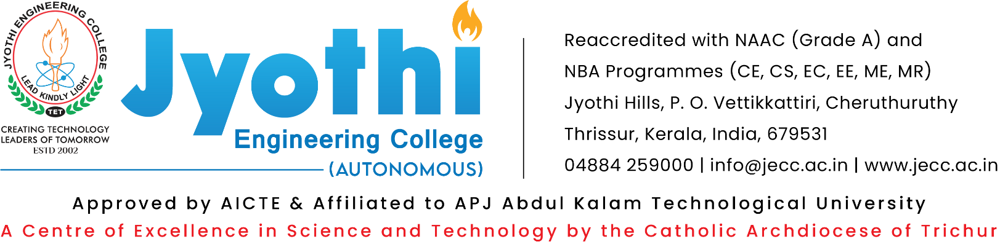 JYOTHI ENGINEERING COLLEGE
LEAD KINDLY LIGHT
TET
CREATING TECHNOLOGY
LEADERS OF TOMORROW
ESTD 2002
Jyothi
Engineering College
(AUTONOMOUS)
Reaccredited with NAAC (Grade A) and
NBA Programmes (CE, CS, EC, EE, ME, MR)
Jyothi Hills, P. O. Vettikkattiri, Cheruthuruthy
Thrissur, Kerala, India, 679531
04884 259000 | info@jecc.ac.in | www.jecc.ac.in
Approved by AICTE & Affiliated to APJ Abdul Kalam Technological University
A Centre of Excellence in Science and Technology by the Catholic Archdiocese of Trichur